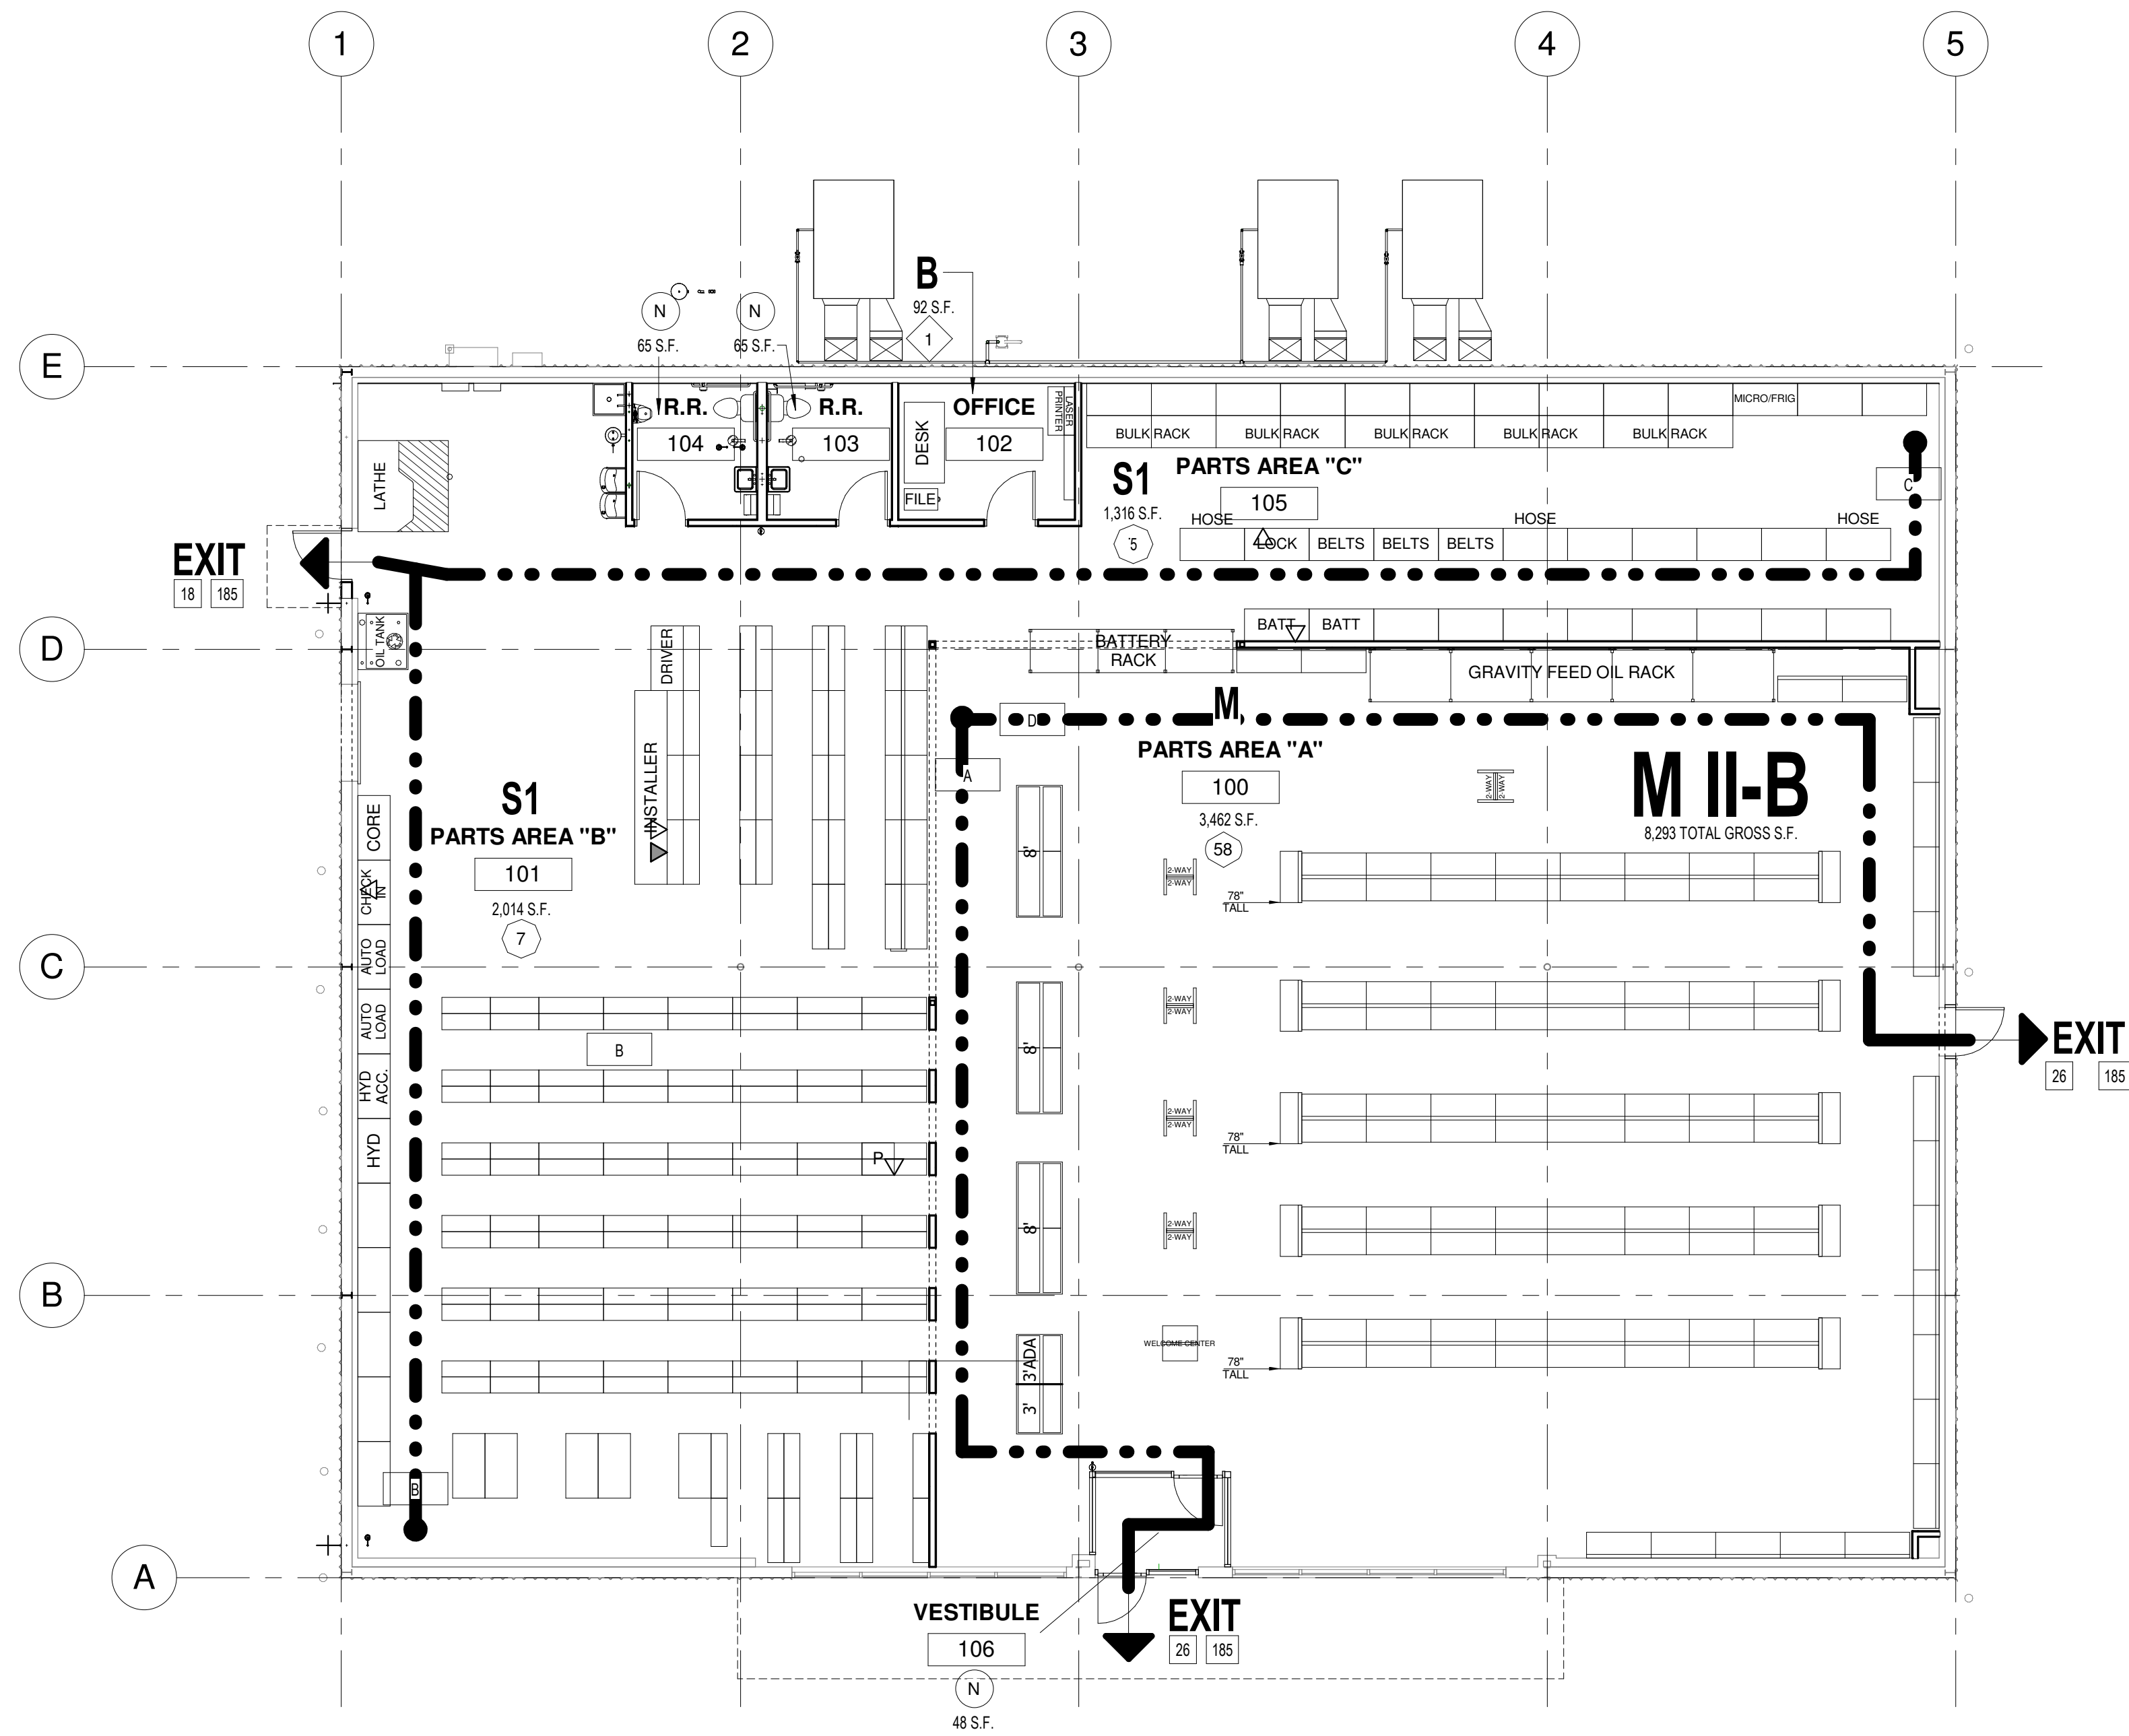 1
2
3
4
5
B
92 S.F.
1
N
N
65 S.F.
65 S.F.
E
R.R.
104
R.R.
103
OFFICE
102
DESK
FILE
LASER
PRINTER
MICRO/FRIG
BULK RACK
BULK RACK
BULK RACK
BULK RACK
BULK RACK
LATHE
S1
PARTS AREA "C"
105
1,316 S.F.
5
C
HOSE
HOSE
HOSE
LOCK
BELTS
BELTS
BELTS
EXIT
18
185
OIL TANK
D
DRIVER
BATTERY
RACK
BATT
BATT
GRAVITY FEED OIL RACK
D
M
PARTS AREA "A"
100
3,462 S.F.
58
A
M II-B
8,293 TOTAL GROSS S.F.
2-WAY
2-WAY
INSTALLER
S1
PARTS AREA "B"
101
2,014 S.F.
7
CORE
CHECK
IN
AUTO
LOAD
AUTO
LOAD
HYD
ACC.
HYD
8'
2-WAY
2-WAY
78"
TALL
C
B
8'
2-WAY
2-WAY
EXIT
26
185
P
2-WAY
2-WAY
78"
TALL
8'
2-WAY
2-WAY
B
WELCOME CENTER
78"
TALL
3'ADA
3'
B
A
VESTIBULE
106
N
48 S.F.
EXIT
26
185